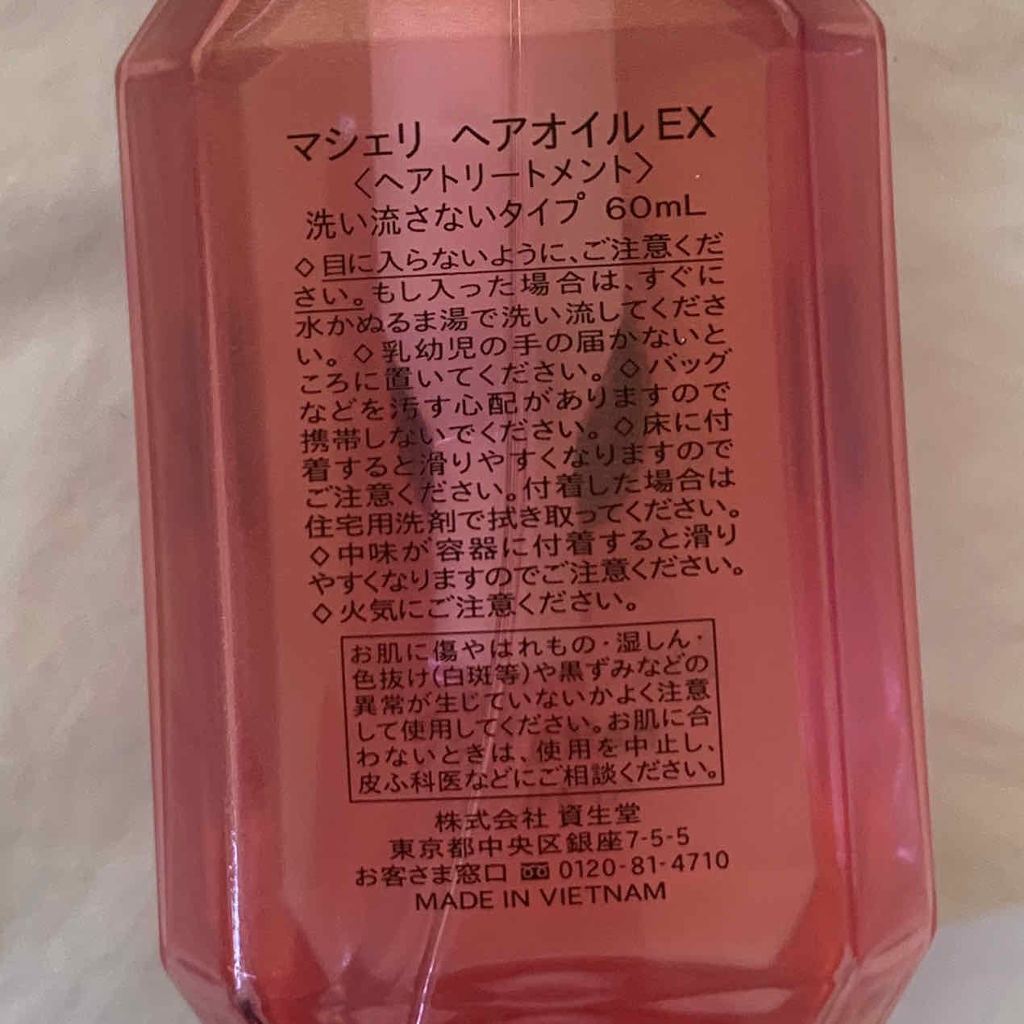 マシェリ ヘアオイル EX
〈ヘアトリートメント〉
洗い流さないタイプ 60mL
◇目に入らないように、ご注意くだ
さい。もし入った場合は、すぐに
水かぬるま湯で洗い流してくださ
い。◇乳幼児の手の届かないと
ころに置いてください。◇バッグ
などを汚す心配がありますので
携帯しないでください。◇床に付
着すると滑りやすくなりますので
ご注意ください。付着した場合は
住宅用洗剤で拭き取ってください。
◇中味が容器に付着すると滑り
やすくなりますのでご注意ください。
◇火気にご注意ください。
お肌に傷やはれもの・湿しん・
色抜け(白斑等)や黒ずみなどの
異常が生じていないかよく注意
して使用してください。お肌に合
わないときは、使用を中止し、
皮ふ科医などにご相談ください。
株式会社 資生堂
東京都中央区銀座7-5-5
お客さま窓口 0120-81-4710
MADE IN VIETNAM